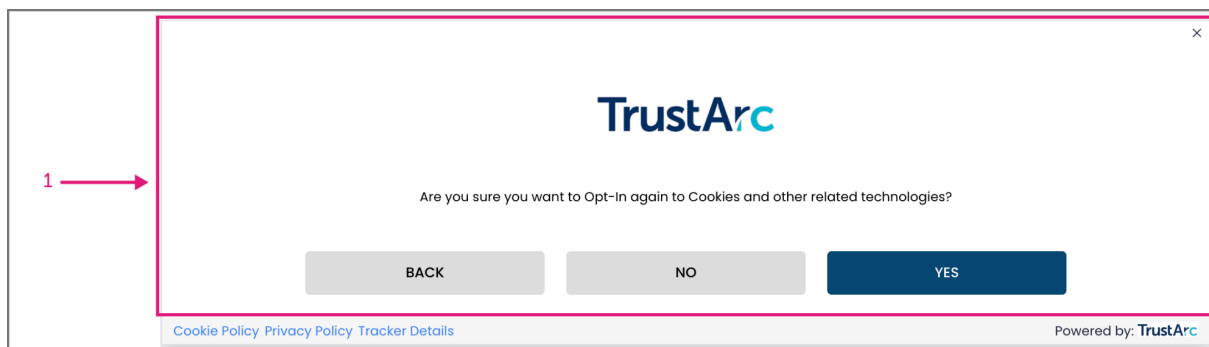 ×
TrustArc
1
Are you sure you want to Opt-In again to Cookies and other related technologies?
BACK NO YES
Cookie Policy Privacy Policy Tracker Details Powered by: TrustArc